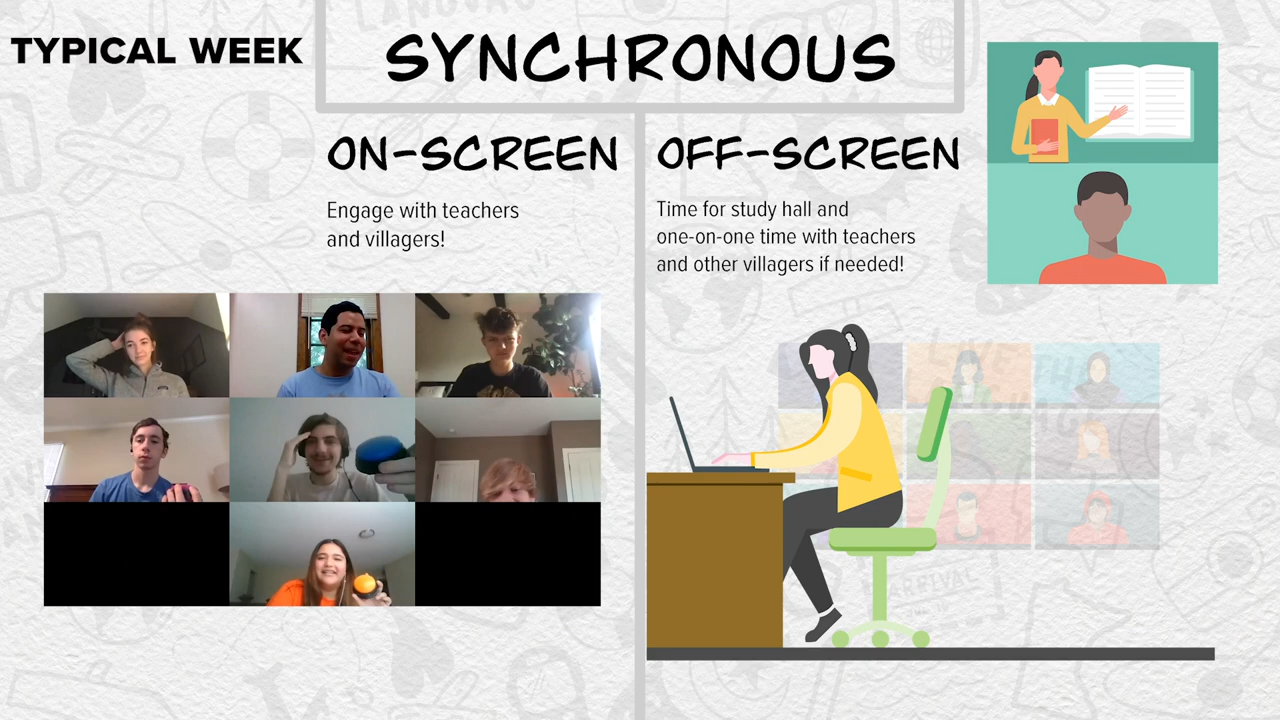 TYPICAL WEEK
SYNCHRONOUS
ON-SCREEN
Engage with teachers
and villagers!
OFF-SCREEN
Time for study hall and
one-on-one time with teachers
and other villagers if needed!